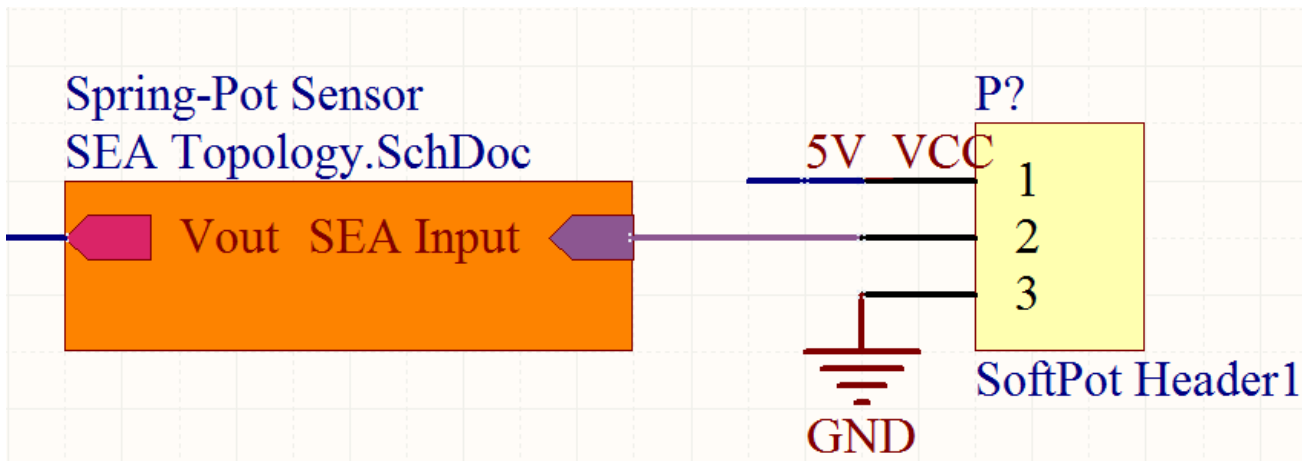 Spring-Pot Sensor
SEA Topology.SchDoc
P?
5V_VCC
1
Vout SEA Input
2
3
SoftPot Header1
GND